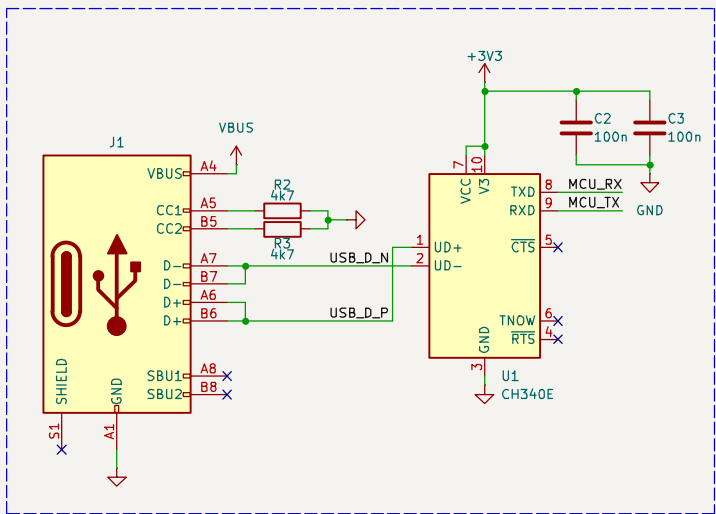 +3V3
C2
100n
C3
100n
GND
VBUS
J1
VBUS
A4
CC1
A5
CC2
B5
R2
4k7
R3
4k7
D-
A7
D-
B7
D+
A6
D+
B6
USB_D_N
USB_D_P
SBU1
A8
SBU2
B8
SHIELD
GND
S1
A1
7
10
VCC
V3
1
UD+
2
UD-
TXD
8
MCU_RX
RXD
9
MCU_TX
CTS
5
TNOW
6
RTS
4
GND
3
U1
CH340E